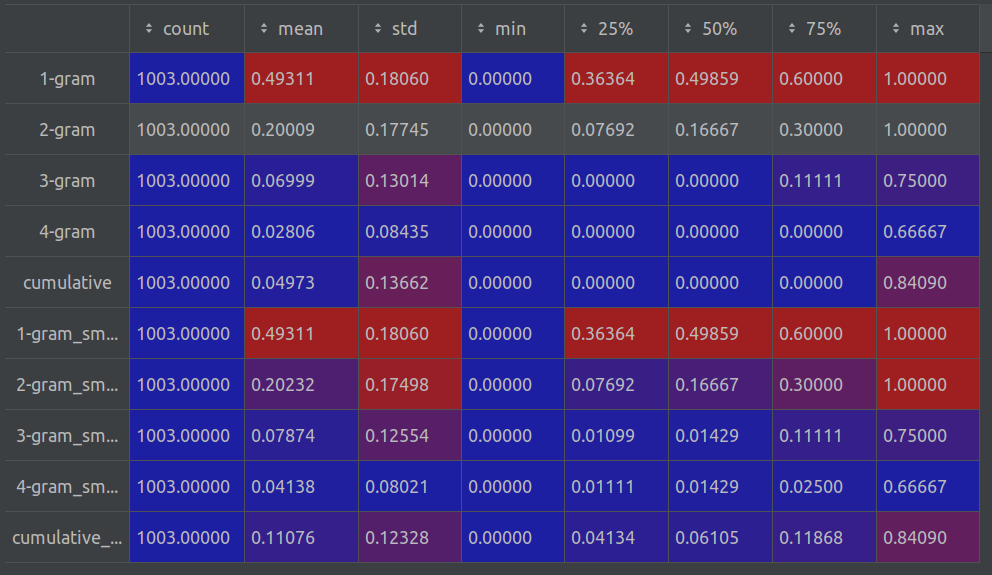 count mean std min 25% 50% 75% max
1-gram 1003.00000 0.49311 0.18060 0.00000 0.36364 0.49859 0.60000 1.00000
2-gram 1003.00000 0.20009 0.17745 0.00000 0.07692 0.16667 0.30000 1.00000
3-gram 1003.00000 0.06999 0.13014 0.00000 0.00000 0.00000 0.11111 0.75000
4-gram 1003.00000 0.02806 0.08435 0.00000 0.00000 0.00000 0.00000 0.66667
cumulative 1003.00000 0.04973 0.13662 0.00000 0.00000 0.00000 0.00000 0.84090
1-gram_sm... 1003.00000 0.49311 0.18060 0.00000 0.36364 0.49859 0.60000 1.00000
2-gram_sm... 1003.00000 0.20232 0.17498 0.00000 0.07692 0.16667 0.30000 1.00000
3-gram_sm... 1003.00000 0.07874 0.12554 0.00000 0.01099 0.01429 0.11111 0.75000
4-gram_sm... 1003.00000 0.04138 0.08021 0.00000 0.01111 0.01429 0.02500 0.66667
cumulative_... 1003.00000 0.11076 0.12328 0.00000 0.04134 0.06105 0.11868 0.84090